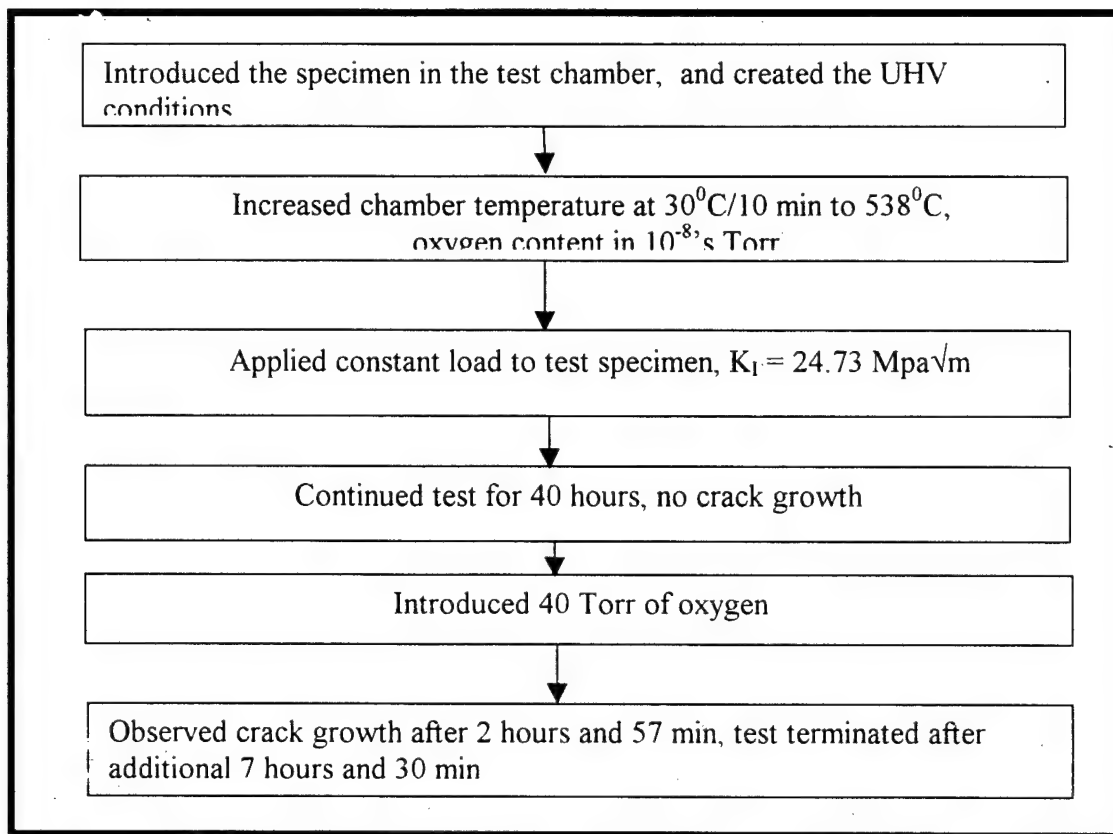 Introduced the specimen in the test chamber, and created the UHV
conditions
Increased chamber temperature at 30⁰C/10 min to 538⁰C,
oxygen content in 10⁻⁸'s Torr
Applied constant load to test specimen, K_I = 24.73 Mpa√m
Continued test for 40 hours, no crack growth
Introduced 40 Torr of oxygen
Observed crack growth after 2 hours and 57 min, test terminated after
additional 7 hours and 30 min